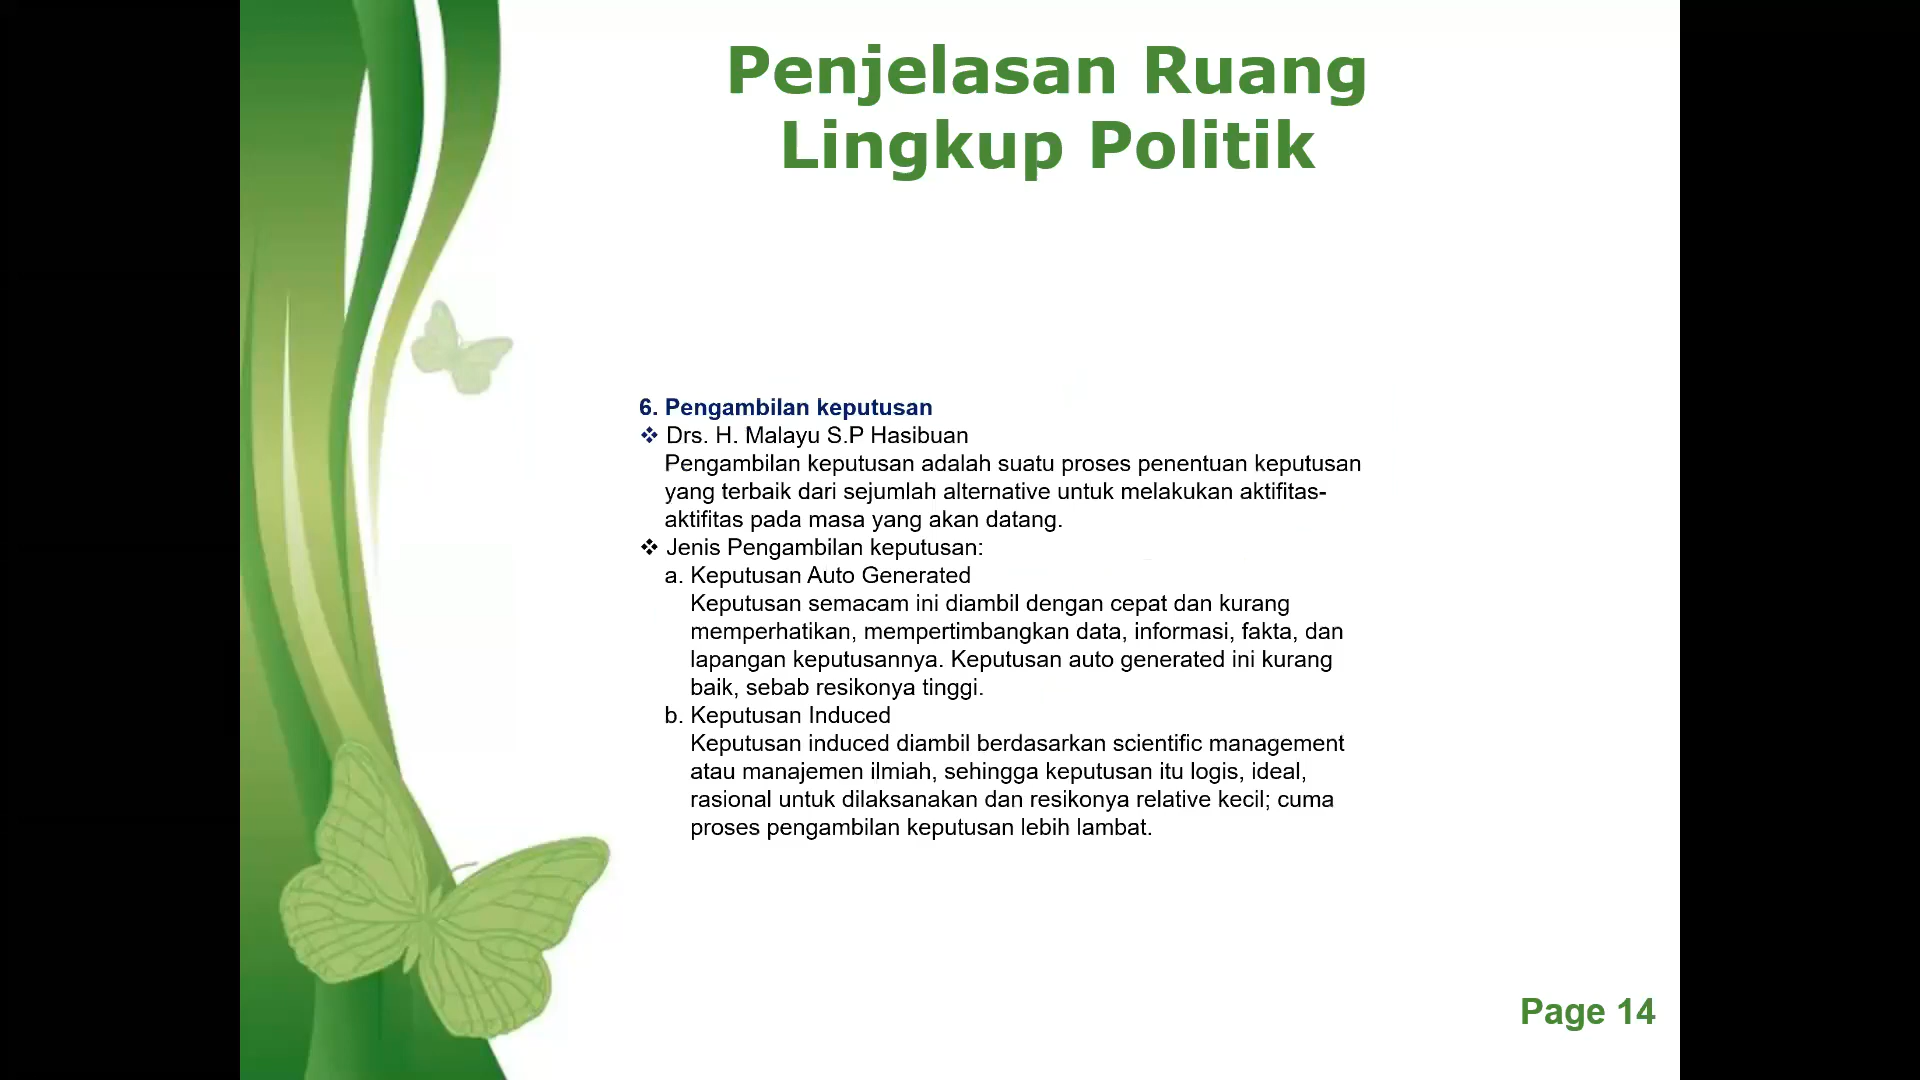 Penjelasan Ruang
Lingkup Politik
6. Pengambilan keputusan
❖ Drs. H. Malayu S.P Hasibuan
Pengambilan keputusan adalah suatu proses penentuan keputusan
yang terbaik dari sejumlah alternative untuk melakukan aktifitas-
aktifitas pada masa yang akan datang.
❖ Jenis Pengambilan keputusan:
a. Keputusan Auto Generated
Keputusan semacam ini diambil dengan cepat dan kurang
memperhatikan, mempertimbangkan data, informasi, fakta, dan
lapangan keputusannya. Keputusan auto generated ini kurang
baik, sebab resikonya tinggi.
b. Keputusan Induced
Keputusan induced diambil berdasarkan scientific management
atau manajemen ilmiah, sehingga keputusan itu logis, ideal,
rasional untuk dilaksanakan dan resikonya relative kecil; cuma
proses pengambilan keputusan lebih lambat.
Page 14